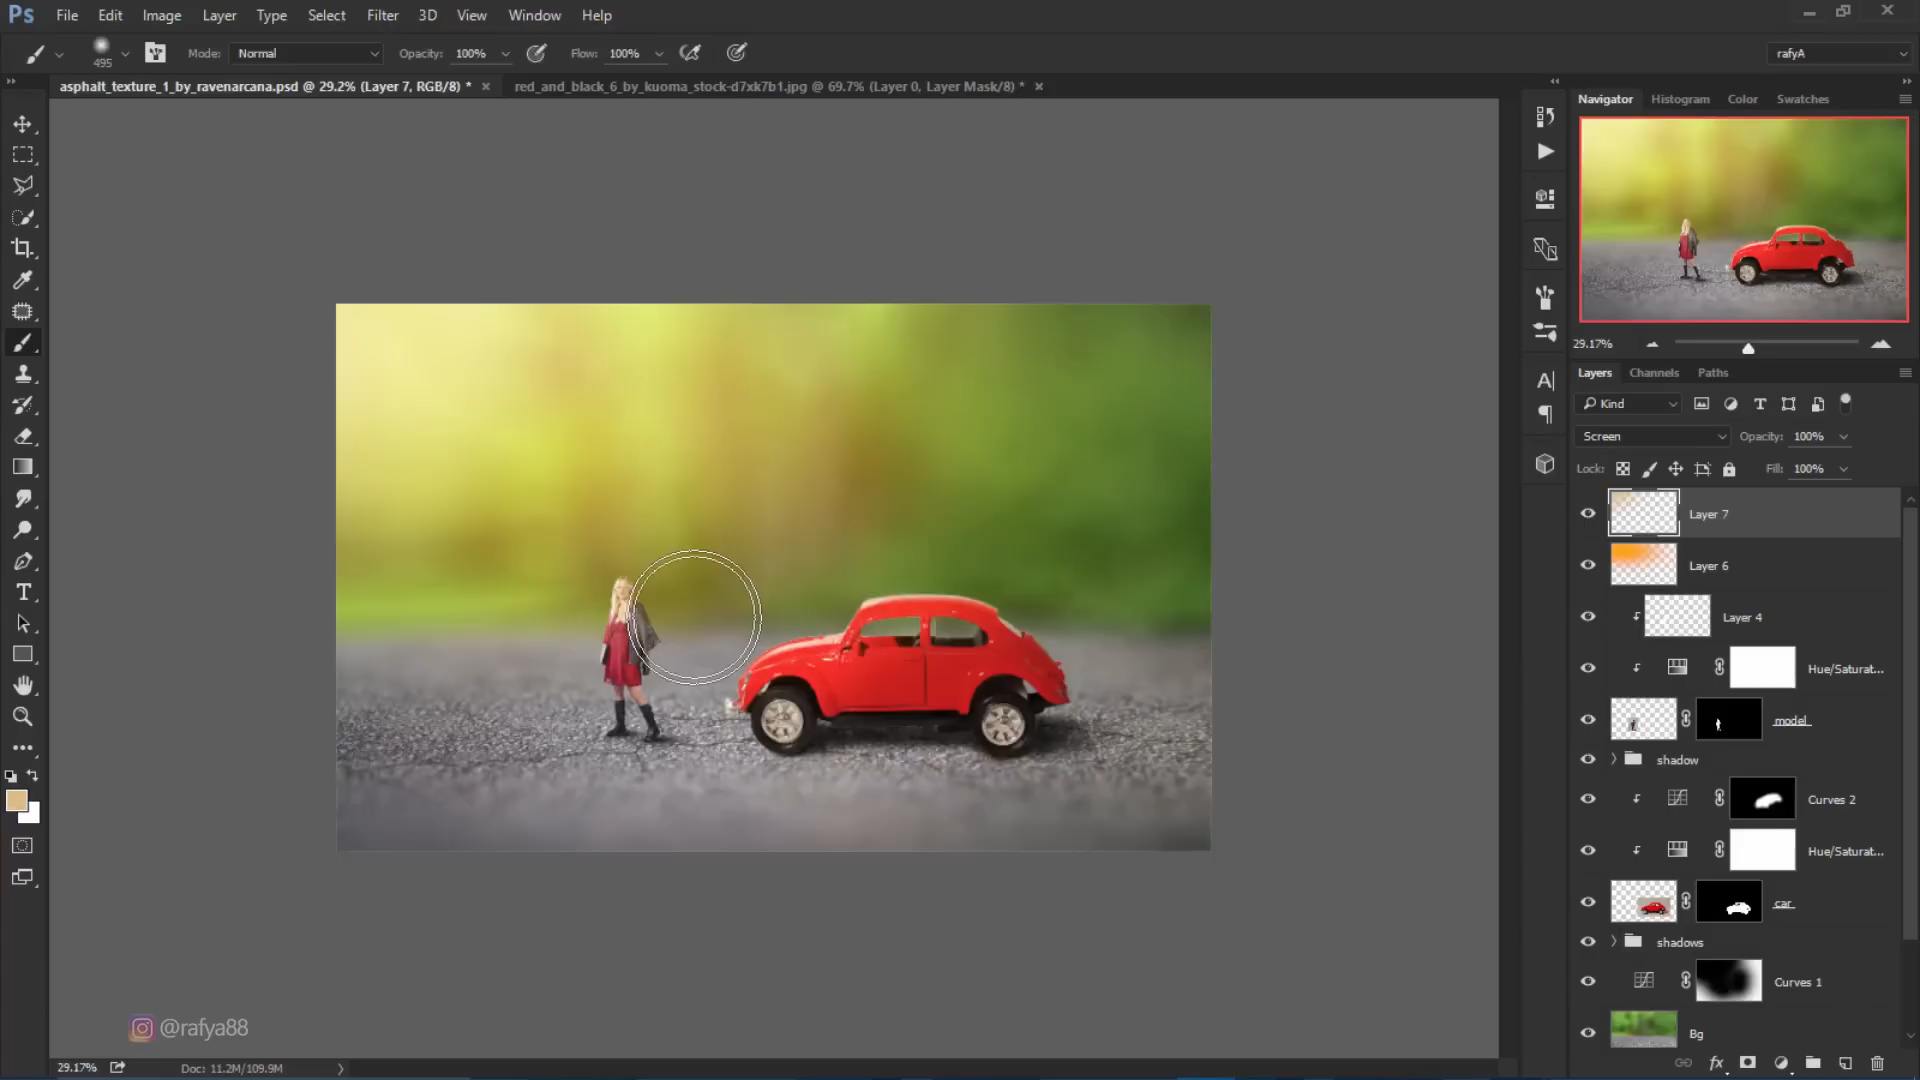 Ps File Edit Image Layer Type Select Filter 3D View Window Help
495 Mode: Normal Opacity: 100% Flow: 100% rafyA
asphalt_texture_1_by_ravenarcana.psd @ 29.2% (Layer 7, RGB/8) * × red_and_black_6_by_kuoma_stock-d7xk7b1.jpg @ 69.7% (Layer 0, Layer Mask/8) * ×
Navigator Histogram Color Swatches
29.17%
Layers Channels Paths
Kind
Screen Opacity: 100%
Lock: Fill: 100%
Layer 7
Layer 6
Layer 4
Hue/Saturat...
model
shadow
Curves 2
Hue/Saturat...
car
shadows
Curves 1
Bg
@rafya88
29.17% Doc: 11.2M/109.9M